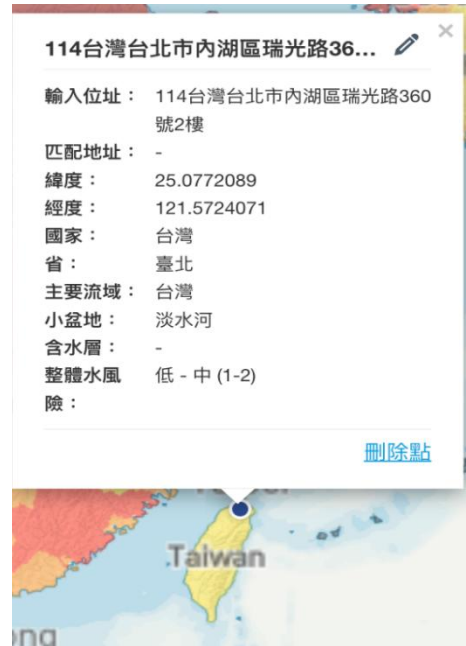 114台灣台北市內湖區瑞光路36...
×
輸入位址： 114台灣台北市內湖區瑞光路360
號2樓
匹配地址： -
緯度： 25.0772089
經度： 121.5724071
國家： 台灣
省： 臺北
主要流域： 台灣
小盆地： 淡水河
含水層： -
整體水風 低 - 中 (1-2)
險：
刪除點
Taiwan
ong